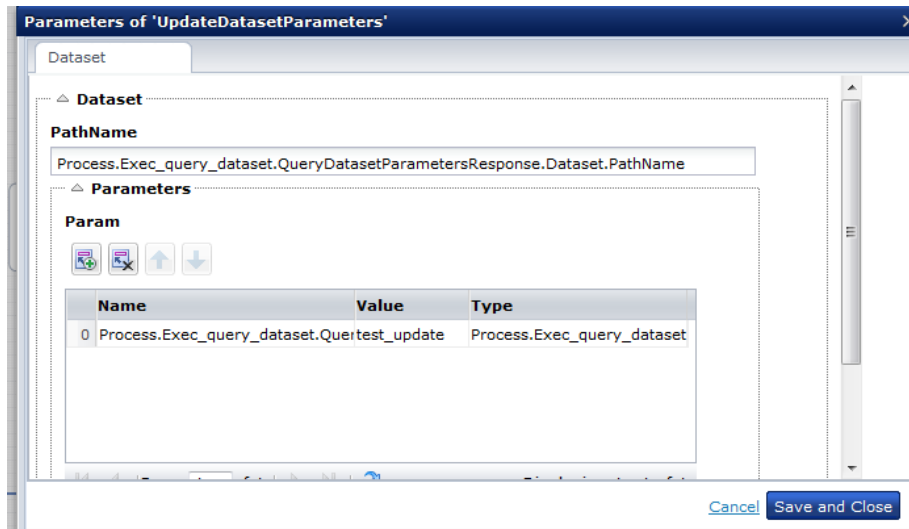 Parameters of 'UpdateDatasetParameters'
Dataset
Dataset
PathName
Process.Exec_query_dataset.QueryDatasetParametersResponse.Dataset.PathName
Parameters
Param
Name Value Type
0 Process.Exec_query_dataset.Quer test_update Process.Exec_query_dataset
Cancel Save and Close